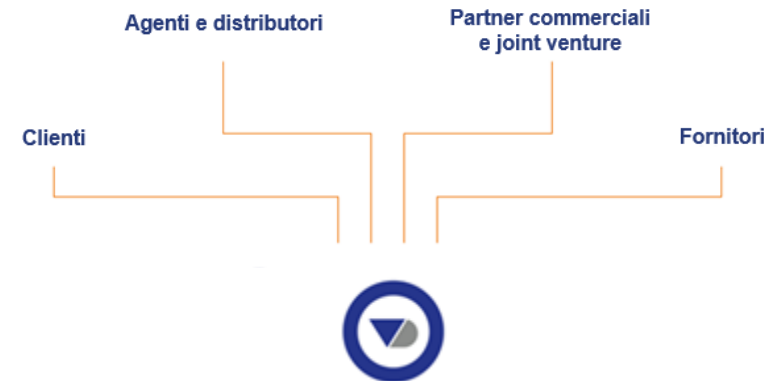 Agenti e distributori
Partner commerciali
e joint venture
Clienti
Fornitori